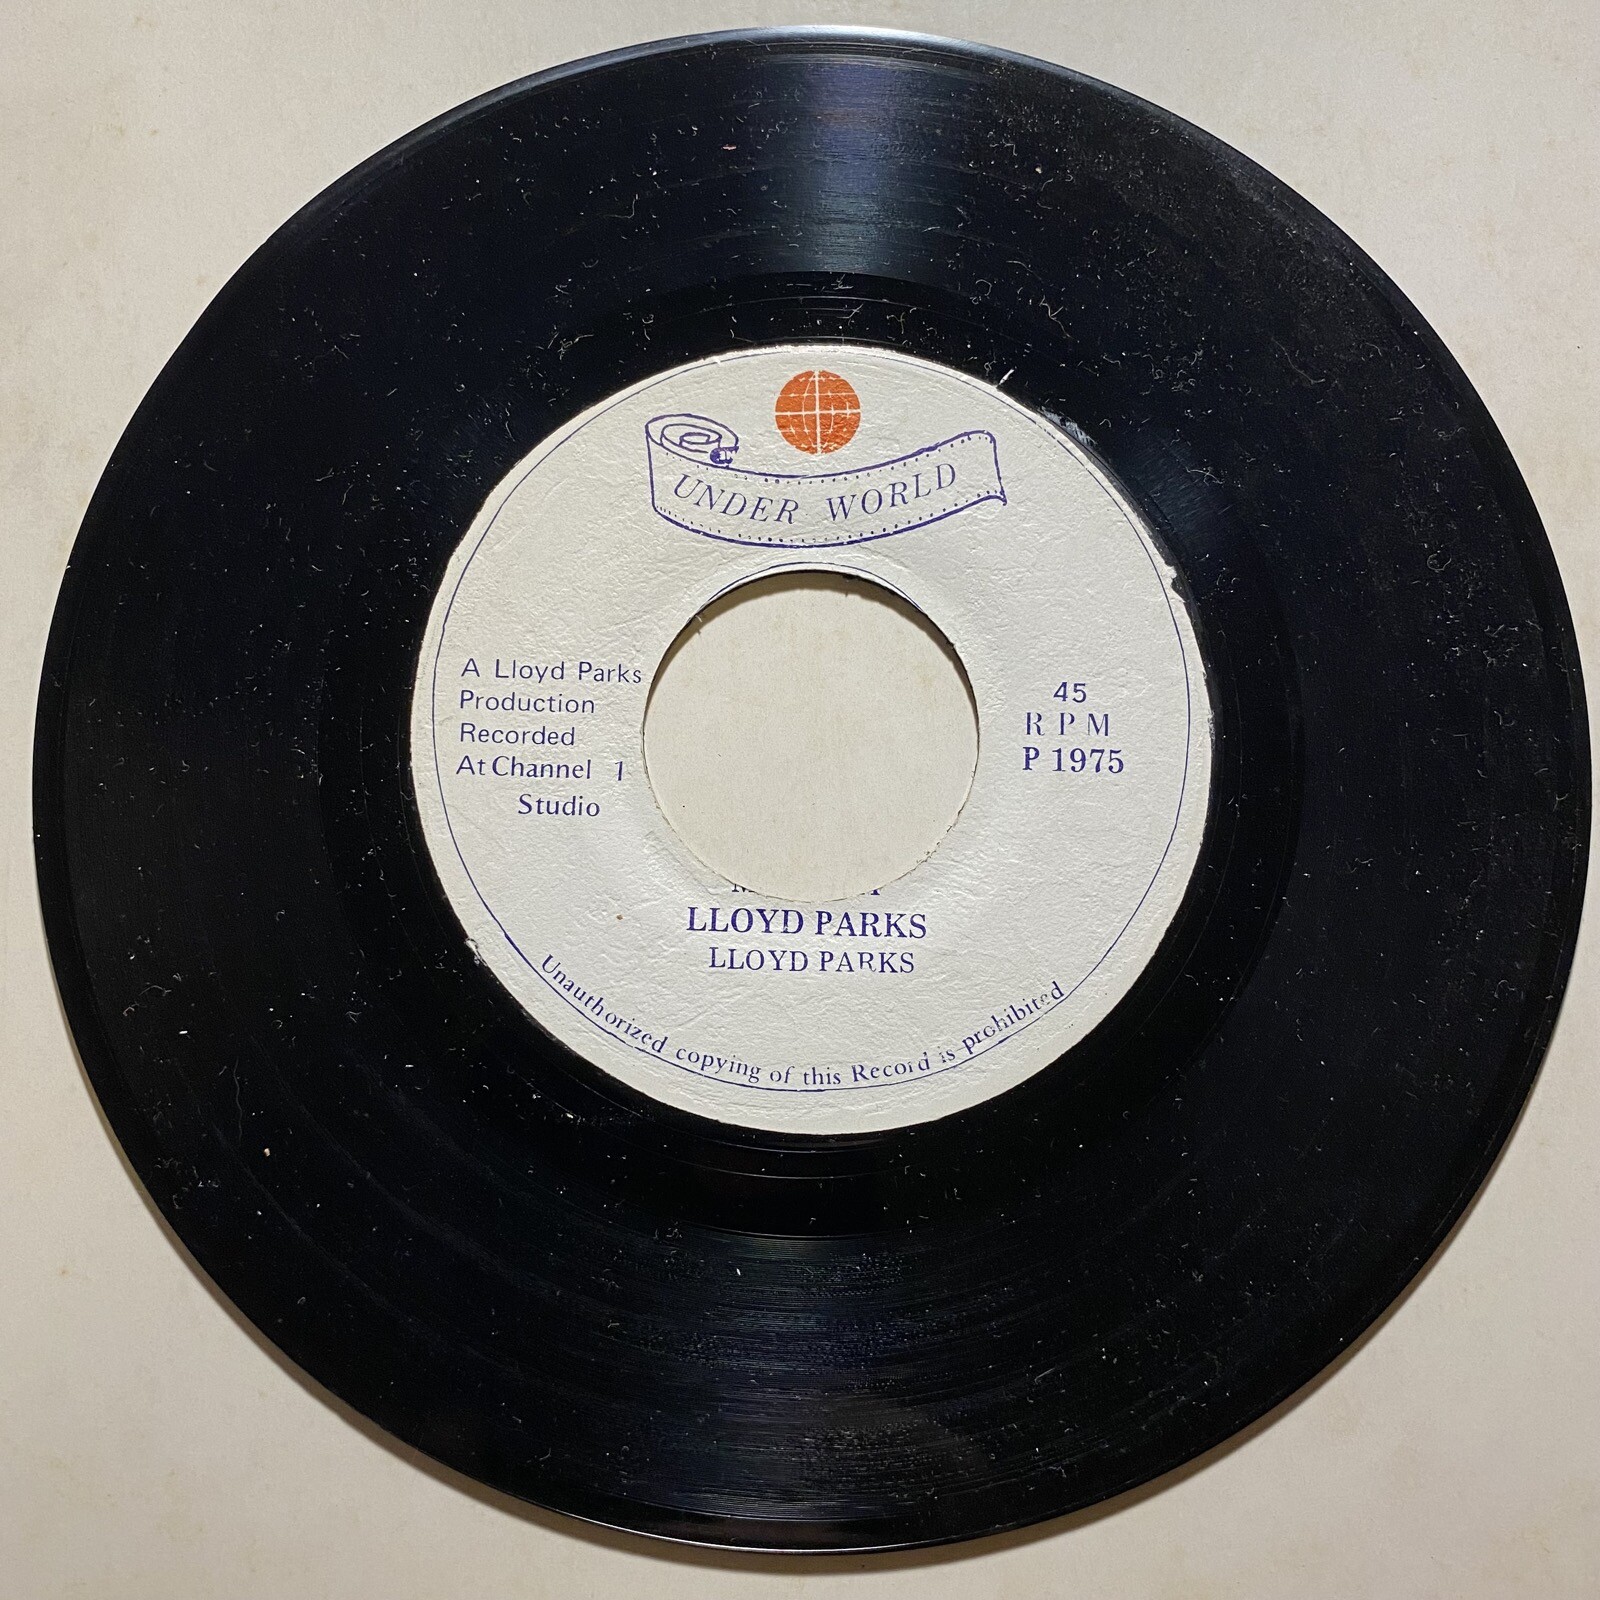 UNDER WORLD
A Lloyd Parks
Production
Recorded
At Channel 1
Studio
45
R P M
P 1975
LLOYD PARKS
LLOYD PARKS
Unauthorized copying of this Record is prohibited